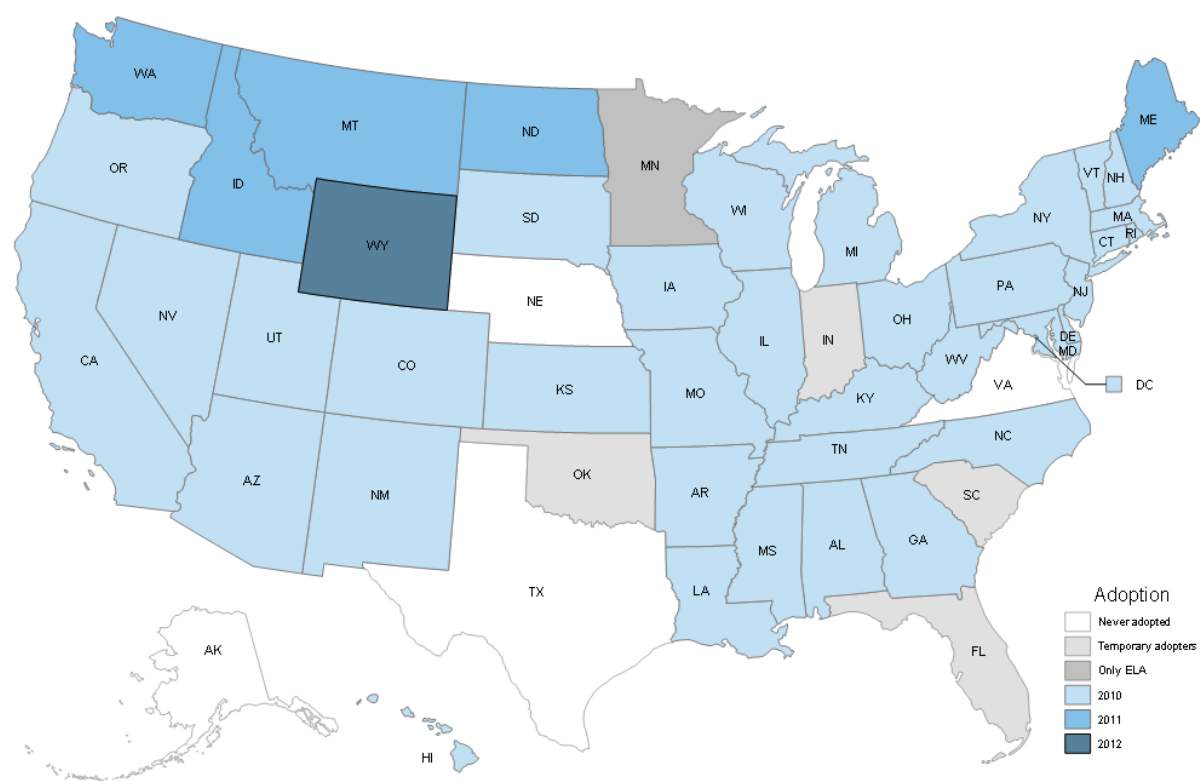 WA
MT
ND
ME
OR
ID
MN
VT
NH
SD
WI
NY
MA
WY
MI
CT
RI
IA
PA
NE
NJ
NV
OH
UT
IL
IN
DE
CO
WV
MD
CA
VA
DC
KS
MO
KY
NC
TN
OK
AZ
AR
SC
NM
GA
MS
AL
TX
LA
AK
FL
HI
Adoption
Never adopted
Temporary adopters
Only ELA
2010
2011
2012